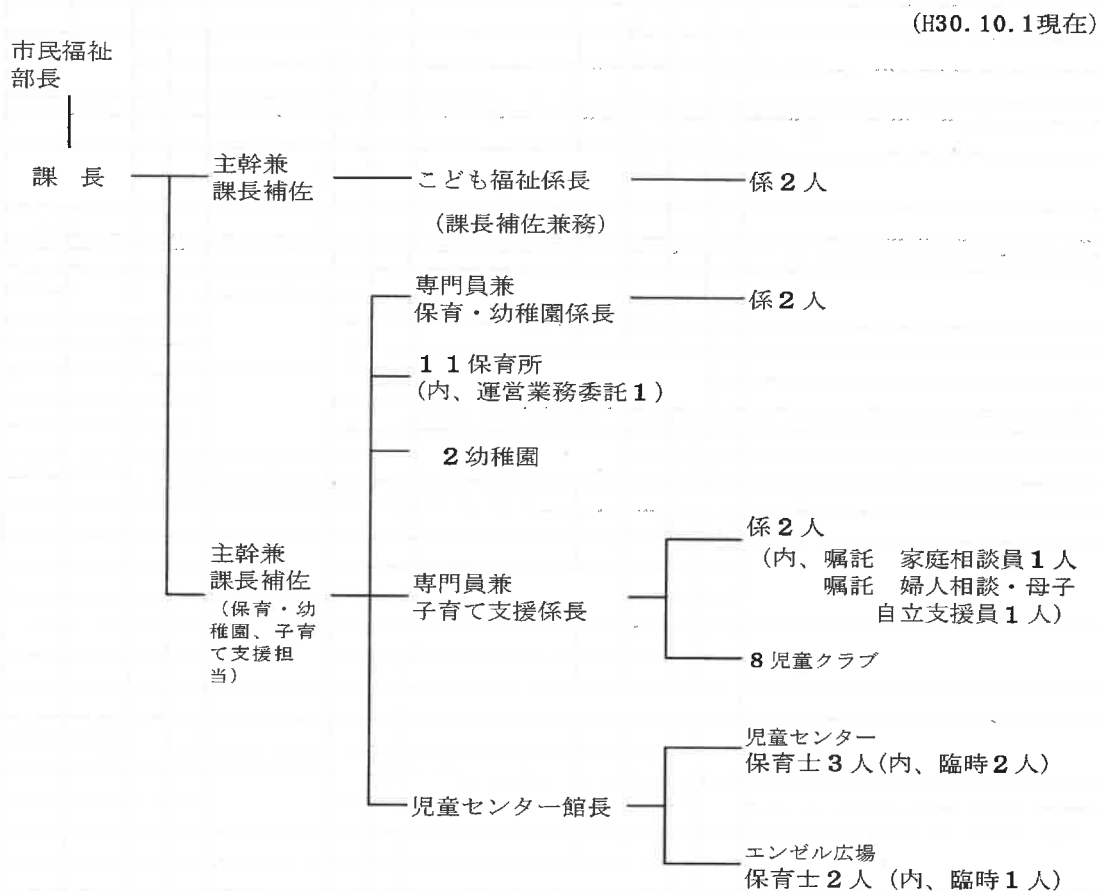 (H30.10.1現在)
市民福祉
部長
課　長
主幹兼
課長補佐
こども福祉係長
(課長補佐兼務)
係２人
専門員兼
保育・幼稚園係長
係２人
１１保育所
(内、運営業務委託１)
２幼稚園
主幹兼
課長補佐
(保育・幼
稚園、子育
て支援担
当)
専門員兼
子育て支援係長
係２人
(内、嘱託　家庭相談員１人
嘱託　婦人相談・母子
自立支援員１人)
８児童クラブ
児童センター館長
児童センター
保育士３人(内、臨時２人)
エンゼル広場
保育士２人 (内、臨時１人)